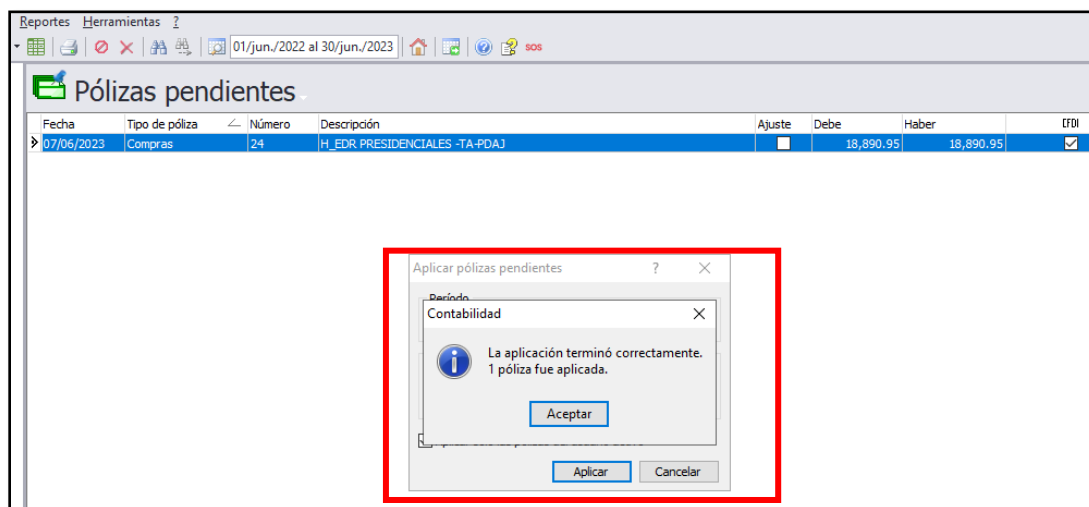 Reportes Herramientas ?
01/jun./2022 al 30/jun./2023 SOS
Pólizas pendientes
Fecha Tipo de póliza Número Descripción Ajuste Debe Haber CFDI
07/06/2023 Compras 24 H_EDR PRESIDENCIALES -TA-PDAJ 18,890.95 18,890.95
Aplicar pólizas pendientes ?
Período
Contabilidad
La aplicación terminó correctamente.
1 póliza fue aplicada.
Aceptar
Aplicar Cancelar